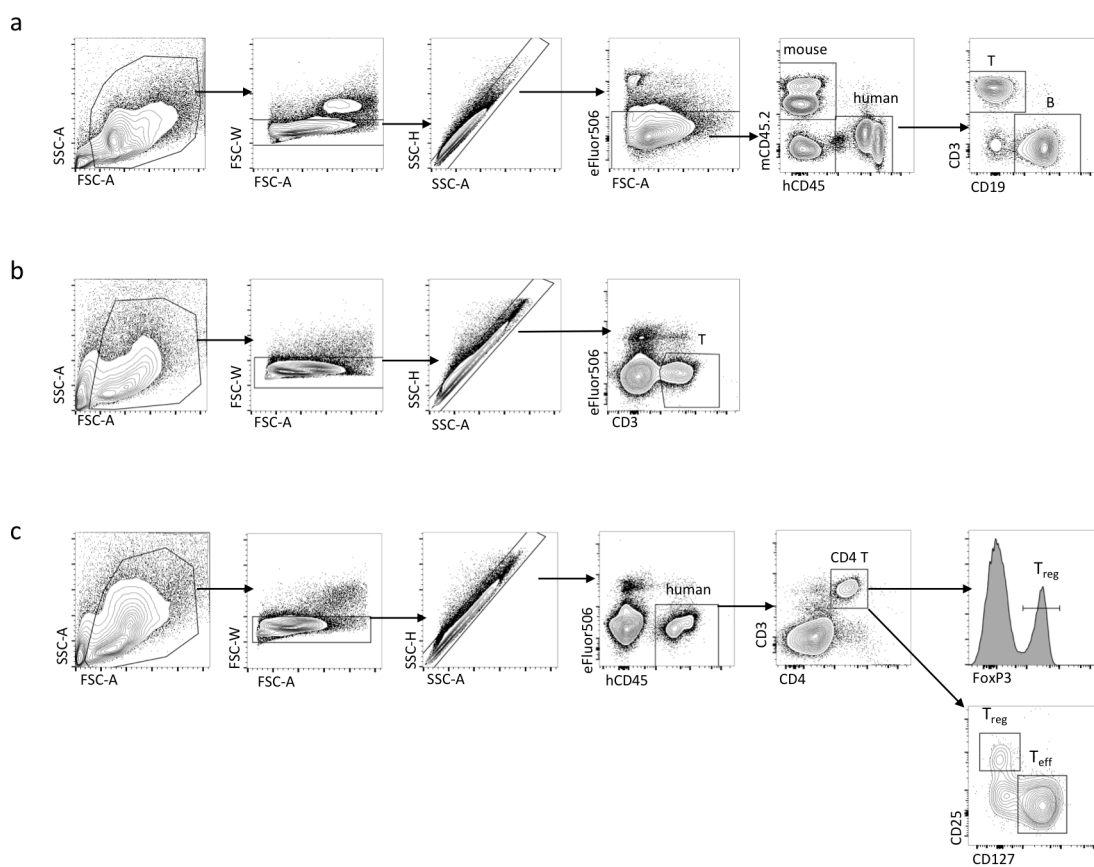 a
mouse
human
T
B
SSC-A
FSC-A
FSC-W
FSC-A
SSC-H
SSC-A
eFluor506
FSC-A
mCD45.2
hCD45
CD3
CD19
b
T
SSC-A
FSC-A
FSC-W
FSC-A
SSC-H
SSC-A
eFluor506
CD3
c
human
CD4 T
Treg
SSC-A
FSC-A
FSC-W
FSC-A
SSC-H
SSC-A
eFluor506
hCD45
CD3
CD4
FoxP3
Treg
Teff
CD25
CD127